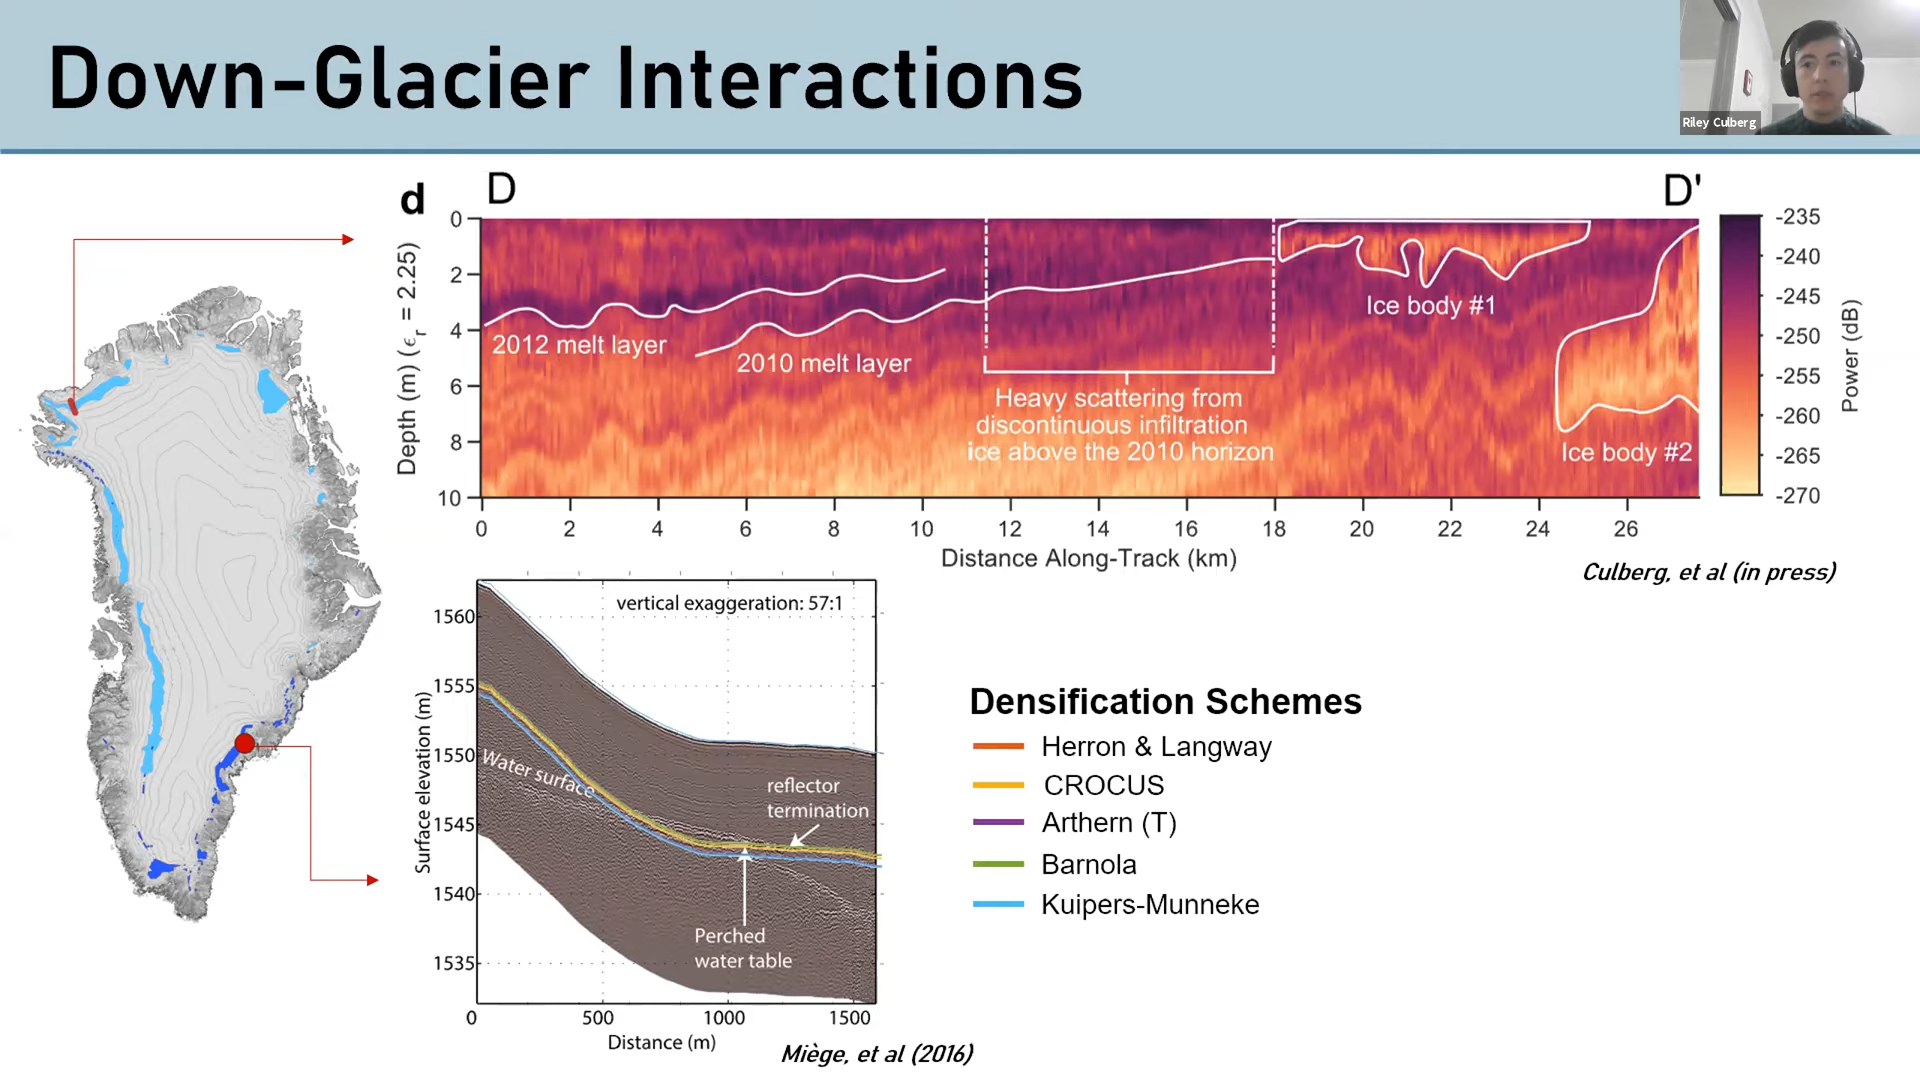 Down-Glacier Interactions
Riley Culberg
d
D
D'
0
2
4
6
8
10
Depth (m) (ϵr = 2.25)
2012 melt layer
2010 melt layer
Heavy scattering from
discontinuous infiltration
ice above the 2010 horizon
Ice body #1
Ice body #2
0 2 4 6 8 10 12 14 16 18 20 22 24 26
Distance Along-Track (km)
-235
-240
-245
-250
-255
-260
-265
-270
Power (dB)
Culberg, et al (in press)
vertical exaggeration: 57:1
1560
1555
1550
1545
1540
1535
Surface elevation (m)
Water surface
reflector
termination
Perched
water table
0 500 1000 1500
Distance (m)
Miège, et al (2016)
Densification Schemes
Herron & Langway
CROCUS
Arthern (T)
Barnola
Kuipers-Munneke